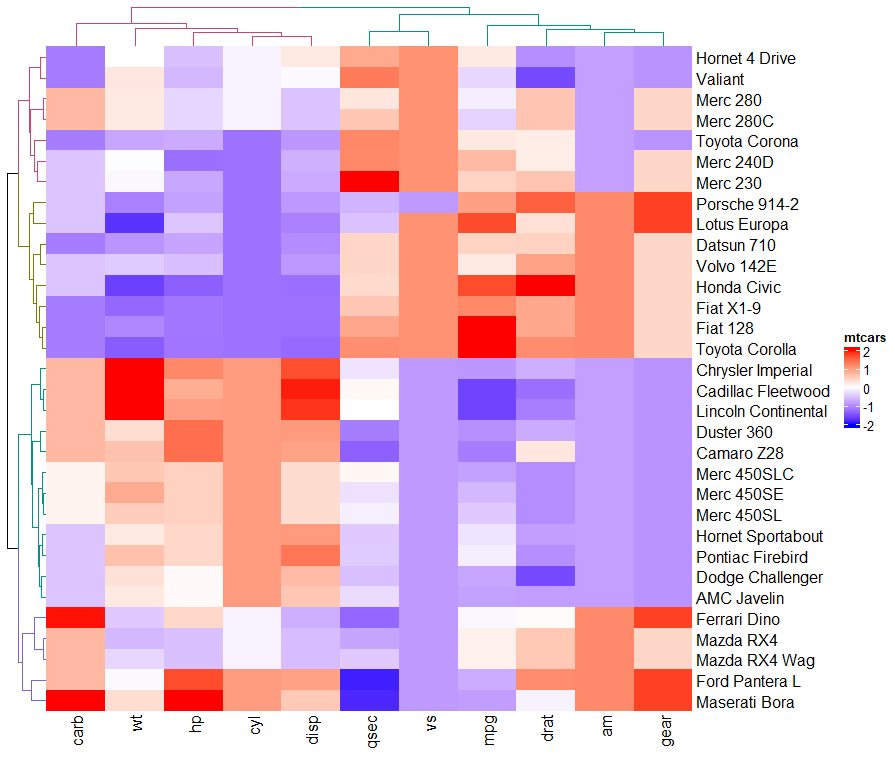 Hornet 4 Drive
Valiant
Merc 280
Merc 280C
Toyota Corona
Merc 240D
Merc 230
Porsche 914-2
Lotus Europa
Datsun 710
Volvo 142E
Honda Civic
Fiat X1-9
Fiat 128
Toyota Corolla
Chrysler Imperial
Cadillac Fleetwood
Lincoln Continental
Duster 360
Camaro Z28
Merc 450SLC
Merc 450SE
Merc 450SL
Hornet Sportabout
Pontiac Firebird
Dodge Challenger
AMC Javelin
Ferrari Dino
Mazda RX4
Mazda RX4 Wag
Ford Pantera L
Maserati Bora
mtcars
2
1
0
-1
-2
carb wt hp cyl disp qsec vs mpg drat am gear